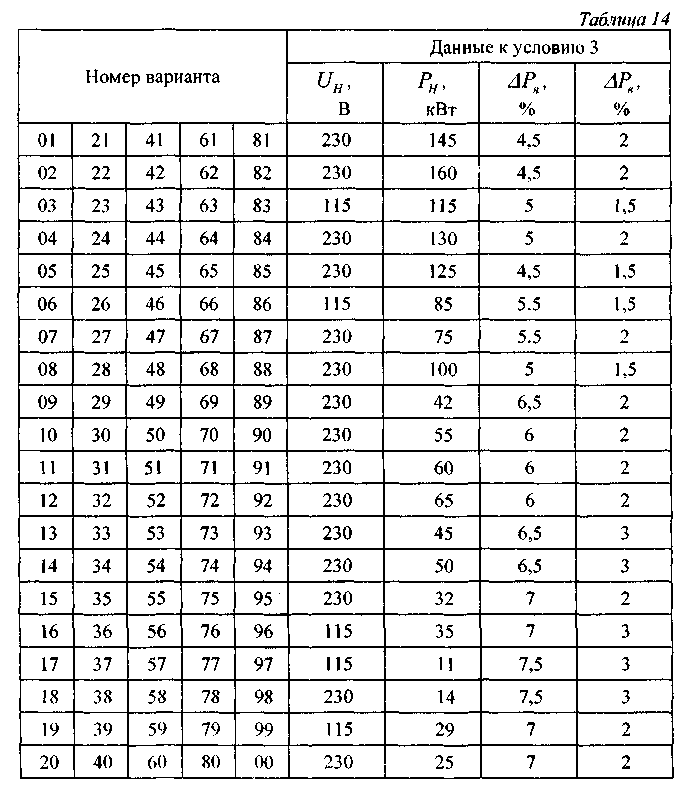 Таблица 14
Номер варианта Данные к условию 3
U_Н, В P_Н, кВт ΔP_я, % ΔP_в, %
01 21 41 61 81 230 145 4,5 2
02 22 42 62 82 230 160 4,5 2
03 23 43 63 83 115 115 5 1,5
04 24 44 64 84 230 130 5 2
05 25 45 65 85 230 125 4,5 1,5
06 26 46 66 86 115 85 5.5 1,5
07 27 47 67 87 230 75 5.5 2
08 28 48 68 88 230 100 5 1,5
09 29 49 69 89 230 42 6,5 2
10 30 50 70 90 230 55 6 2
11 31 51 71 91 230 60 6 2
12 32 52 72 92 230 65 6 2
13 33 53 73 93 230 45 6,5 3
14 34 54 74 94 230 50 6,5 3
15 35 55 75 95 230 32 7 2
16 36 56 76 96 115 35 7 3
17 37 57 77 97 115 11 7,5 3
18 38 58 78 98 230 14 7,5 3
19 39 59 79 99 115 29 7 2
20 40 60 80 00 230 25 7 2